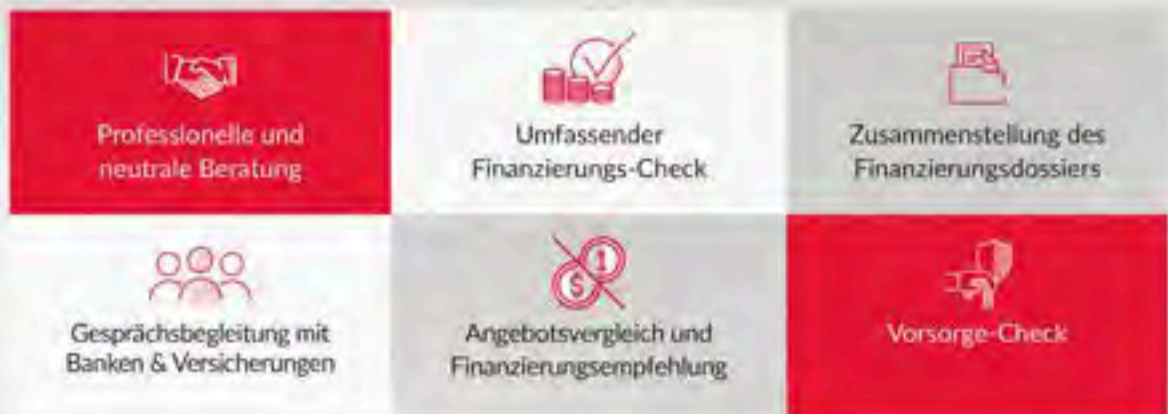 Professionelle und
neutrale Beratung
Umfassender
Finanzierungs-Check
Zusammenstellung des
Finanzierungsdossiers
Gesprächsbegleitung mit
Banken & Versicherungen
$ 1
Angebotsvergleich und
Finanzierungsempfehlung
Vorsorge-Check